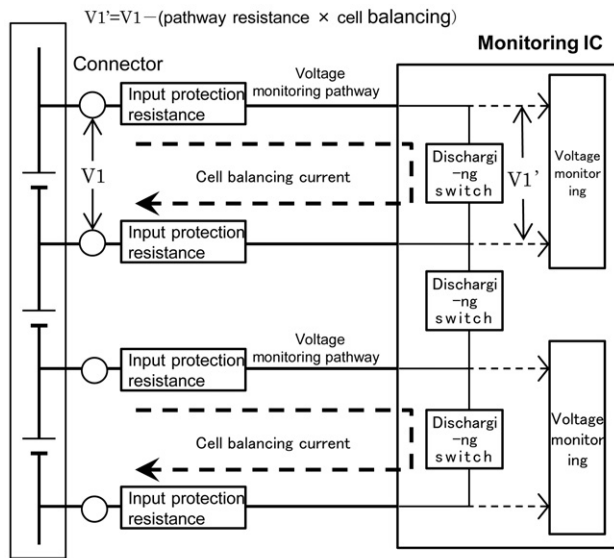 V1'=V1−(pathway resistance × cell balancing)
Monitoring IC
Connector
Voltage
monitoring pathway
Input protection
resistance
V1
Cell balancing current
Dischargi
-ng
switch
V1'
Voltage
monitor
ing
Input protection
resistance
Dischargi
-ng
switch
Voltage
monitoring pathway
Input protection
resistance
Cell balancing current
Dischargi
-ng
switch
Voltage
monitor
ing
Input protection
resistance